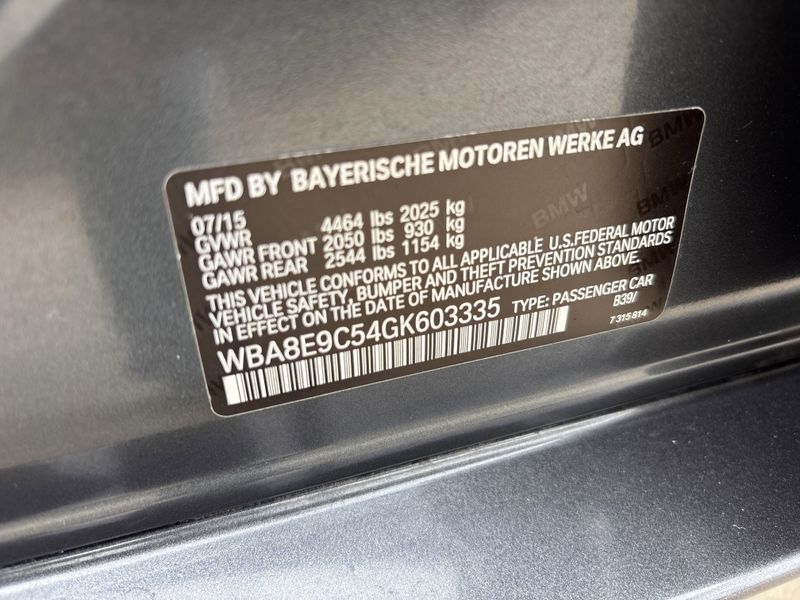 MFD BY BAYERISCHE MOTOREN WERKE AG
07/15
GVWR 4464 lbs 2025 kg
GAWR FRONT 2050 lbs 930 kg
GAWR REAR 2544 lbs 1154 kg
THIS VEHICLE CONFORMS TO ALL APPLICABLE U.S.FEDERAL MOTOR
VEHICLE SAFETY, BUMPER AND THEFT PREVENTION STANDARDS
IN EFFECT ON THE DATE OF MANUFACTURE SHOWN ABOVE.
WBA8E9C54GK603335 TYPE: PASSENGER CAR
B39/
7 315 814
BMW
BMW